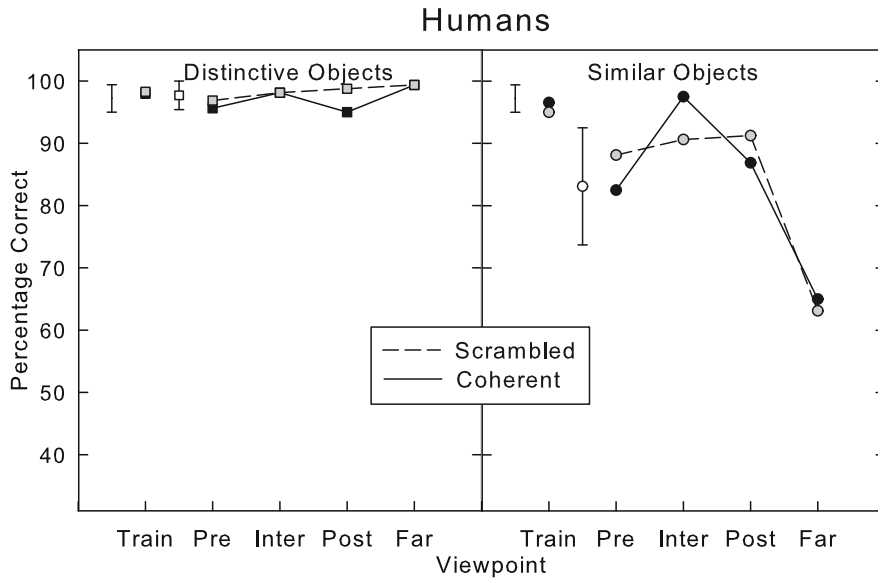 Humans
Distinctive Objects
Similar Objects
Percentage Correct
100
90
80
70
60
50
40
Scrambled
Coherent
Train Pre Inter Post Far
Train Pre Inter Post Far
Viewpoint